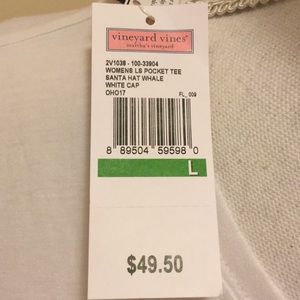 vineyard vines
martha's vineyard
2V1038 - 100-33904
WOMENS LS POCKET TEE
SANTA HAT WHALE
WHITE CAP
OHO17 FL_009
8 89504 59598 0
L
$49.50